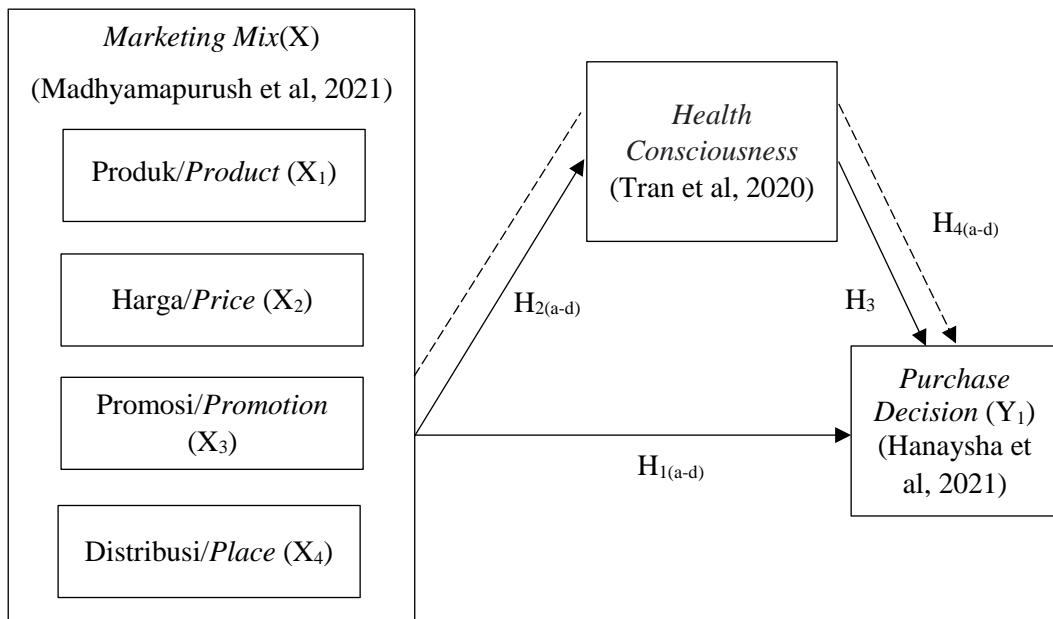 Marketing Mix(X)
(Madhyamapurush et al, 2021)
Produk/Product (X₁)
Harga/Price (X₂)
Promosi/Promotion
(X₃)
Distribusi/Place (X₄)
Health
Consciousness
(Tran et al, 2020)
H₂₍ₐ₋d₎
H₄₍ₐ₋d₎
H₃
H₁₍ₐ₋d₎
Purchase
Decision (Y₁)
(Hanaysha et
al, 2021)